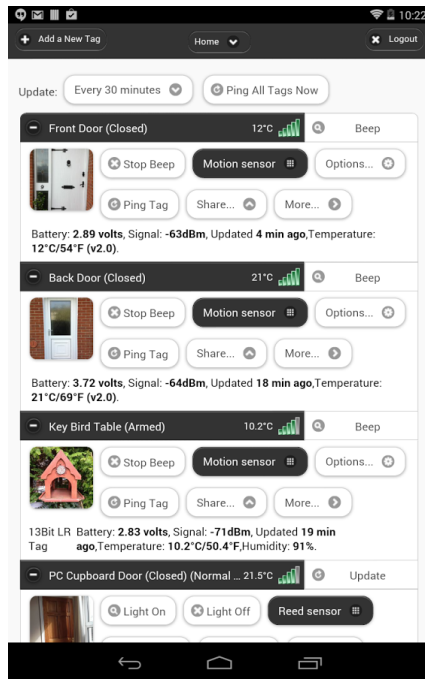 10:22
Add a New Tag
Home
Logout
Update: Every 30 minutes Ping All Tags Now
Front Door (Closed) 12°C Beep
Stop Beep Motion sensor Options...
Ping Tag Share... More...
Battery: 2.89 volts, Signal: -63dBm, Updated 4 min ago,Temperature:
12°C/54°F (v2.0).
Back Door (Closed) 21°C Beep
Stop Beep Motion sensor Options...
Ping Tag Share... More...
Battery: 3.72 volts, Signal: -64dBm, Updated 18 min ago,Temperature:
21°C/69°F (v2.0).
Key Bird Table (Armed) 10.2°C Beep
Stop Beep Motion sensor Options...
Ping Tag Share... More...
13Bit LR Battery: 2.83 volts, Signal: -71dBm, Updated 19 min
Tag ago,Temperature: 10.2°C/50.4°F,Humidity: 91%.
PC Cupboard Door (Closed) (Normal ... 21.5°C Update
Light On Light Off Reed sensor